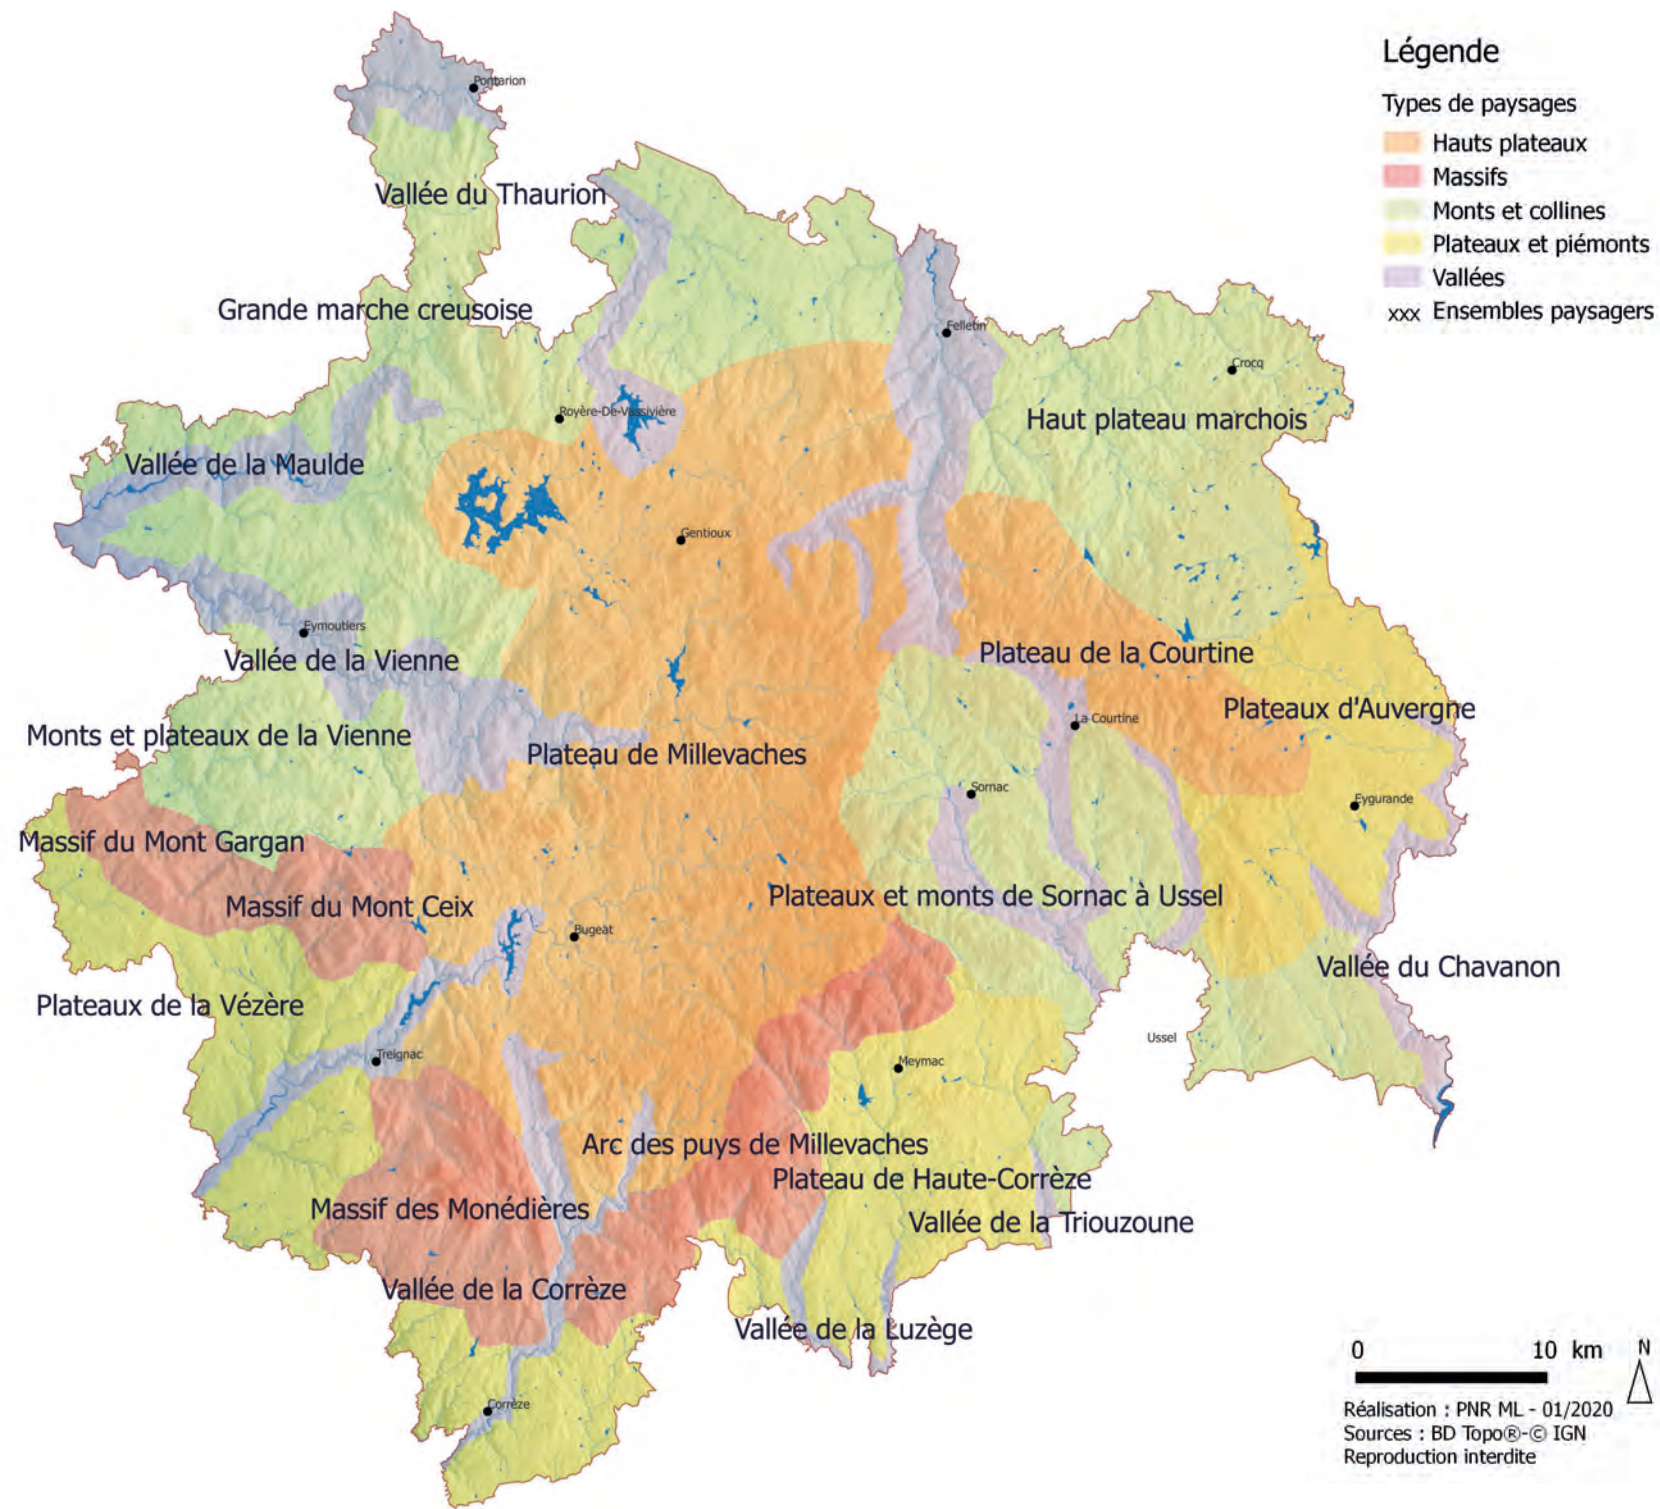 Légende
Types de paysages
Hauts plateaux
Massifs
Monts et collines
Plateaux et piémonts
Vallées
xxx Ensembles paysagers
Pontarion
Vallée du Thaurion
Grande marche creusoise
Felletin
Crocq
Royère-De-Vassivière
Haut plateau marchois
Vallée de la Maulde
Gentioux
Eymoutiers
Vallée de la Vienne
Plateau de la Courtine
Plateaux d'Auvergne
La Courtine
Monts et plateaux de la Vienne
Plateau de Millevaches
Sornac
Eygurande
Massif du Mont Gargan
Plateaux et monts de Sornac à Ussel
Massif du Mont Ceix
Bugeat
Vallée du Chavanon
Plateaux de la Vézère
Ussel
Treignac
Meymac
Arc des puys de Millevaches
Plateau de Haute-Corrèze
Massif des Monédières
Vallée de la Triouzoune
Vallée de la Corrèze
Vallée de la Luzège
Corrèze
0 10 km N
Réalisation : PNR ML - 01/2020
Sources : BD Topo®-© IGN
Reproduction interdite